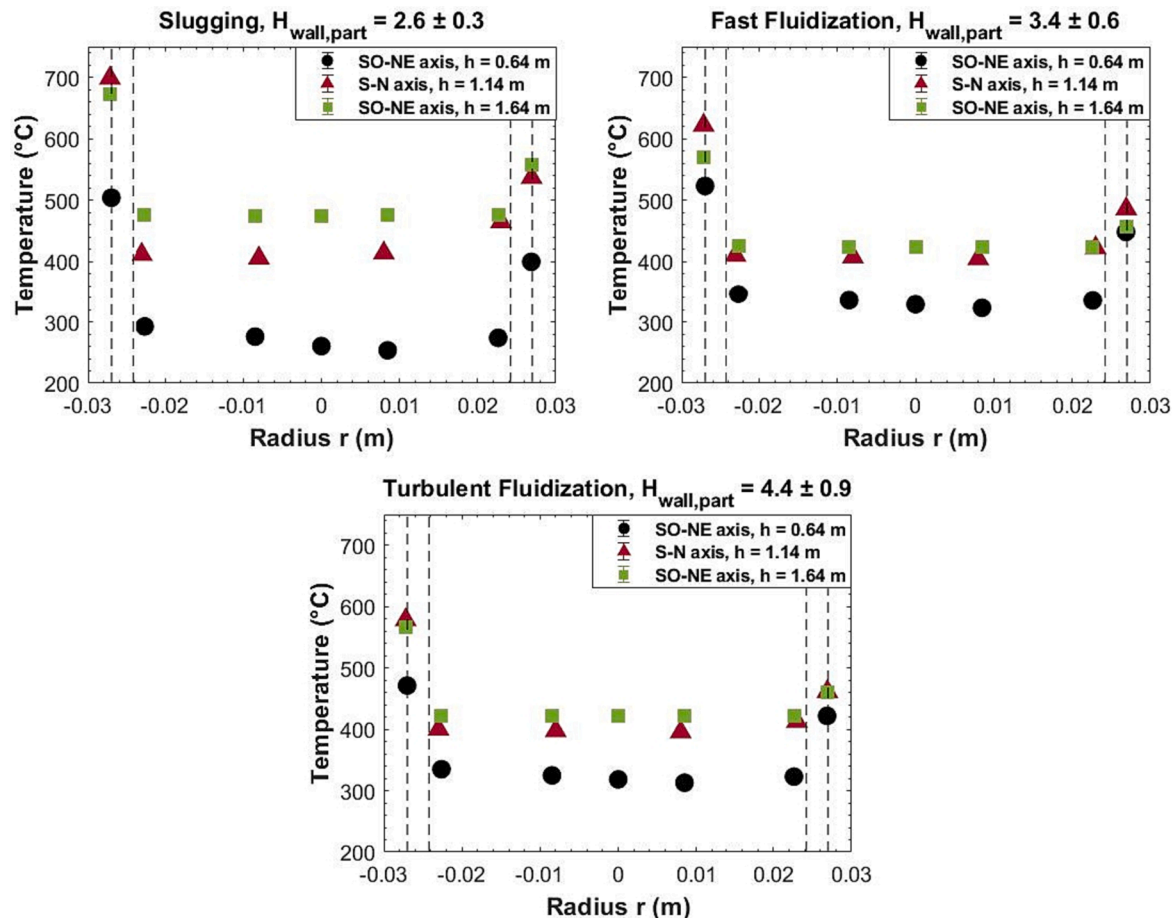 Slugging, H_wall,part = 2.6 ± 0.3
SO-NE axis, h = 0.64 m
S-N axis, h = 1.14 m
SO-NE axis, h = 1.64 m
700
600
500
400
300
200
Temperature (°C)
-0.03 -0.02 -0.01 0 0.01 0.02 0.03
Radius r (m)
Fast Fluidization, H_wall,part = 3.4 ± 0.6
SO-NE axis, h = 0.64 m
S-N axis, h = 1.14 m
SO-NE axis, h = 1.64 m
700
600
500
400
300
200
Temperature (°C)
-0.03 -0.02 -0.01 0 0.01 0.02 0.03
Radius r (m)
Turbulent Fluidization, H_wall,part = 4.4 ± 0.9
SO-NE axis, h = 0.64 m
S-N axis, h = 1.14 m
SO-NE axis, h = 1.64 m
700
600
500
400
300
200
Temperature (°C)
-0.03 -0.02 -0.01 0 0.01 0.02 0.03
Radius r (m)